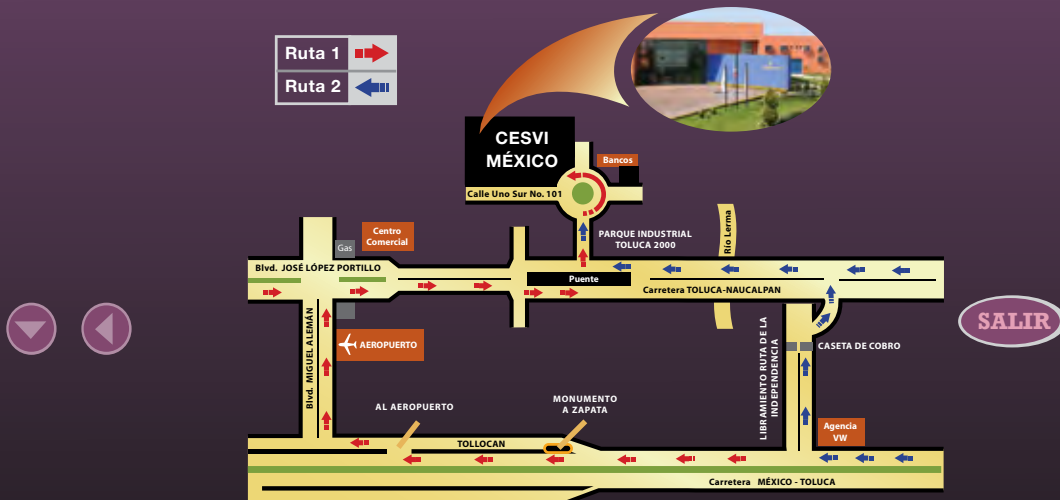 Ruta 1
Ruta 2
CESVI
MÉXICO
Bancos
Calle Uno Sur No. 101
Centro
Comercial
Gas
PARQUE INDUSTRIAL
TOLUCA 2000
Río Lerma
Blvd. JOSÉ LÓPEZ PORTILLO
Puente
Carretera TOLUCA-NAUCALPAN
Blvd. MIGUEL ALEMÁN
AEROPUERTO
LIBRAMIENTO RUTA DE LA
INDEPENDENCIA
CASETA DE COBRO
SALIR
AL AEROPUERTO
MONUMENTO
A ZAPATA
Agencia
VW
TOLLOCAN
Carretera MÉXICO - TOLUCA